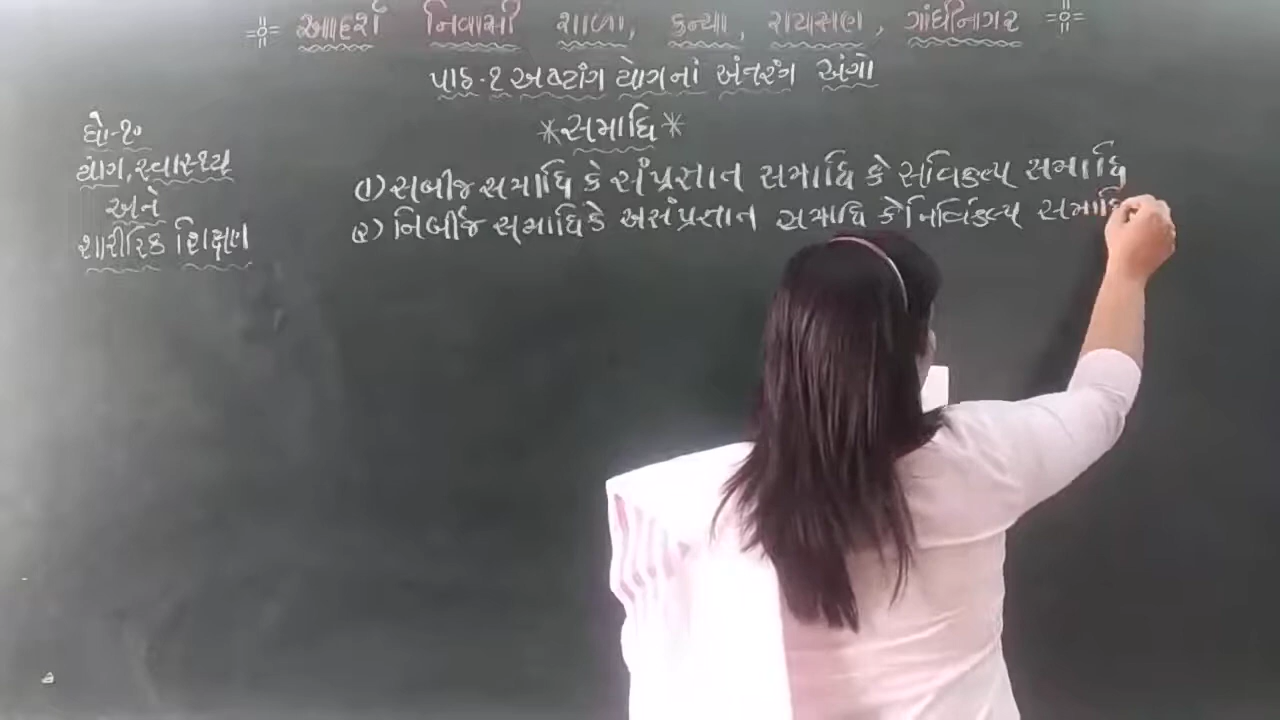 આદર્શ નિવાસી શાળા, કન્યા, રાયસણ, ગાંધીનગર
પાઠ-૧ અષ્ટાંગ યોગનાં અંતરંગ અંગો
*સમાધિ*
ધો-૧૦
યોગ, સ્વાસ્થ્ય
અને
શારીરિક શિક્ષણ
(૧) સબીજ સમાધિ કે સંપ્રજ્ઞાન સમાધિ કે સવિકલ્પ સમાધિ
(૨) નિર્બીજ સમાધિ કે અસંપ્રજ્ઞાન સમાધિ કે નિર્વિકલ્પ સમાધિ